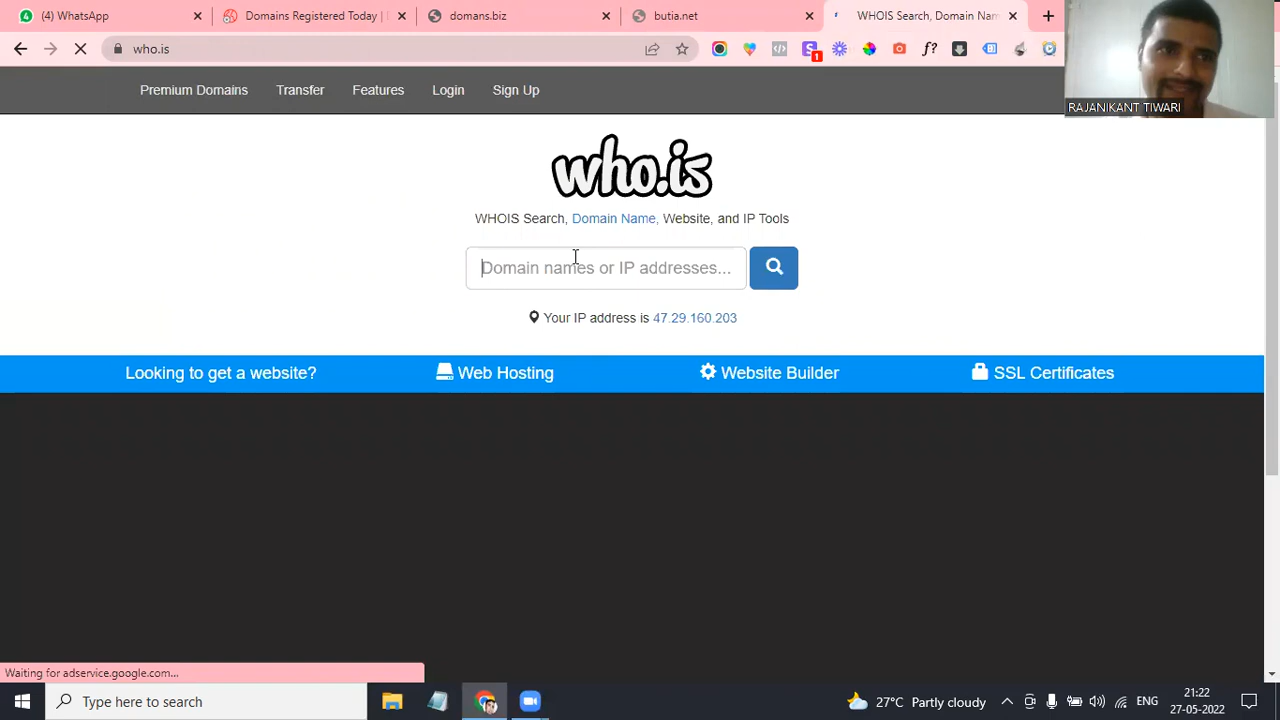 (4) WhatsApp
Domains Registered Today |
domans.biz
butia.net
WHOIS Search, Domain Nam
who.is
1
Premium Domains
Transfer
Features
Login
Sign Up
RAJANIKANT TIWARI
who.is
WHOIS Search, Domain Name, Website, and IP Tools
Domain names or IP addresses...
Your IP address is 47.29.160.203
Looking to get a website?
Web Hosting
Website Builder
SSL Certificates
Waiting for adservice.google.com...
Type here to search
27°C Partly cloudy
ENG
21:22
27-05-2022